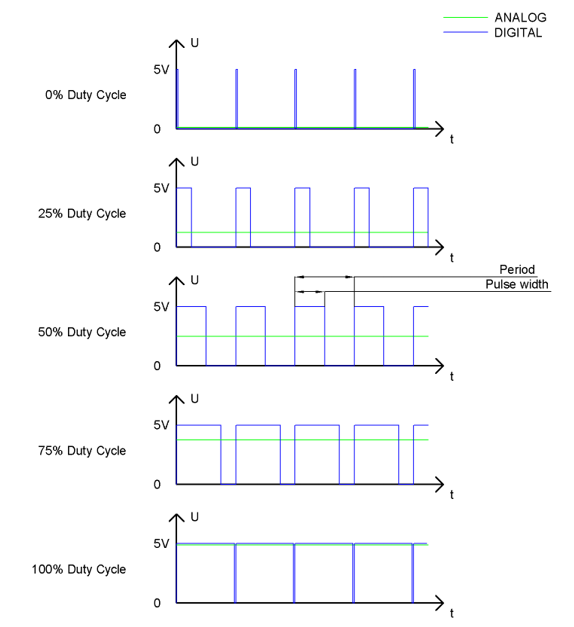 ANALOG
DIGITAL
U
5V
0% Duty Cycle
0
t
U
5V
25% Duty Cycle
0
t
Period
U
Pulse width
5V
50% Duty Cycle
0
t
U
5V
75% Duty Cycle
0
t
U
5V
100% Duty Cycle
0
t